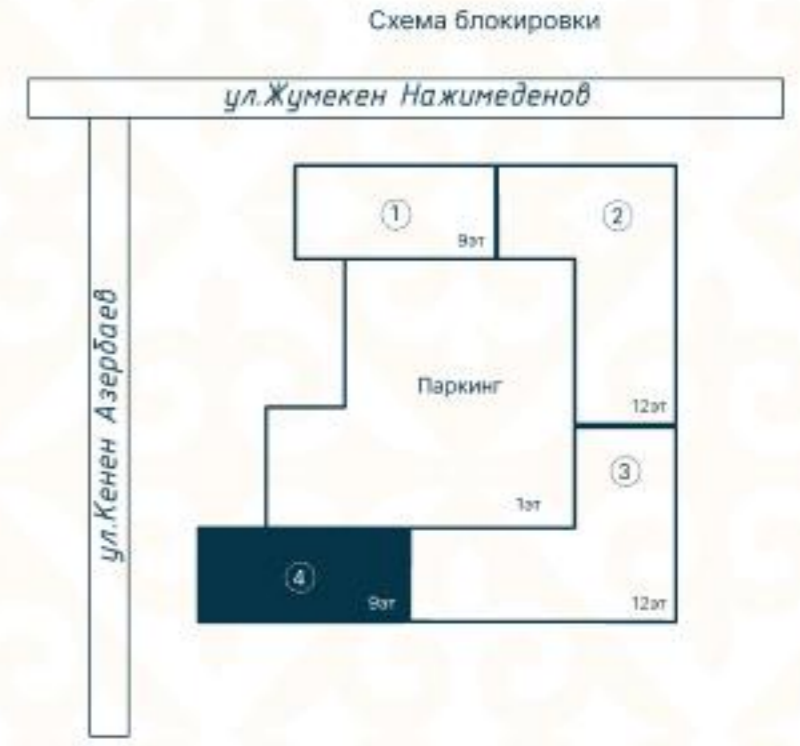 Схема блокировки
ул.Жумекен Нажимеденов
ул.Кенен Азербаев
1
9эт
2
12эт
Паркинг
1эт
3
12эт
4
9эт